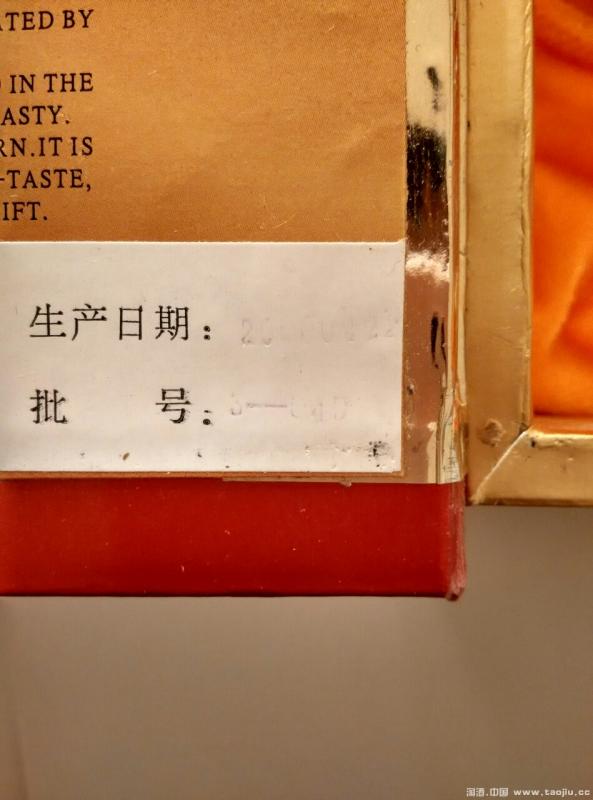 ATED BY
IN THE
ASTY.
RN.IT IS
-TASTE,
IFT.
生产日期：
批 号：
淘酒.中国 www.taojiu.cc